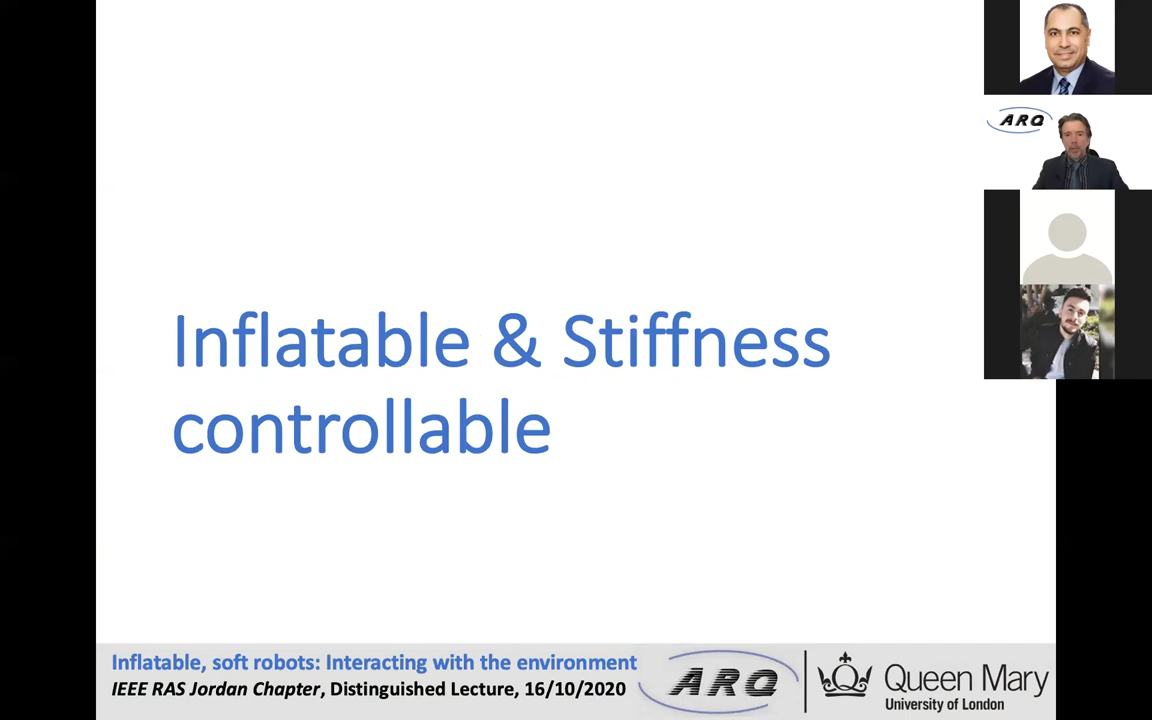 ARQ
Inflatable & Stiffness
controllable
Inflatable, soft robots: Interacting with the environment
IEEE RAS Jordan Chapter, Distinguished Lecture, 16/10/2020
ARQ
Queen Mary
University of London